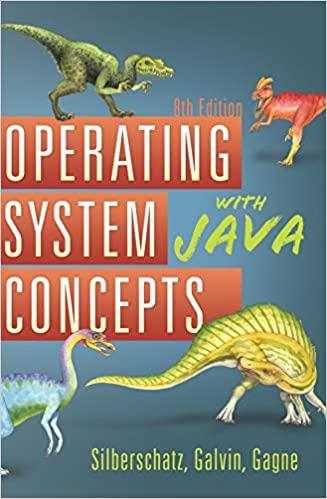 8th Edition
OPERATING
SYSTEM
WITH
JAVA
CONCEPTS
Silberschatz, Galvin, Gagne